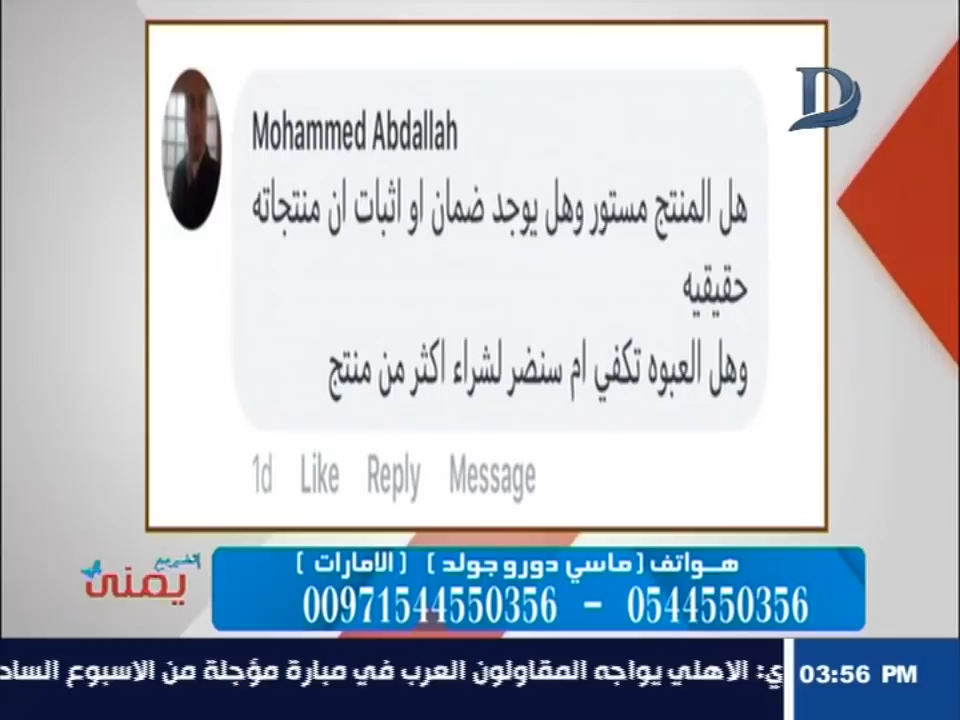 Mohammed Abdallah
هل المنتج مستور وهل يوجد ضمان او اثبات ان منتجاته
حقيقيه
وهل العبوه تكفي ام سنضر لشراء اكثر من منتج
1d Like Reply Message
هـواتف (ماسي دورو جولد) (الامارات)
00971544550356 - 0544550356
يمنى
ي: الاهلي يواجه المقاولون العرب في مبارة مؤجلة من الاسبوع الساد
03:56 PM